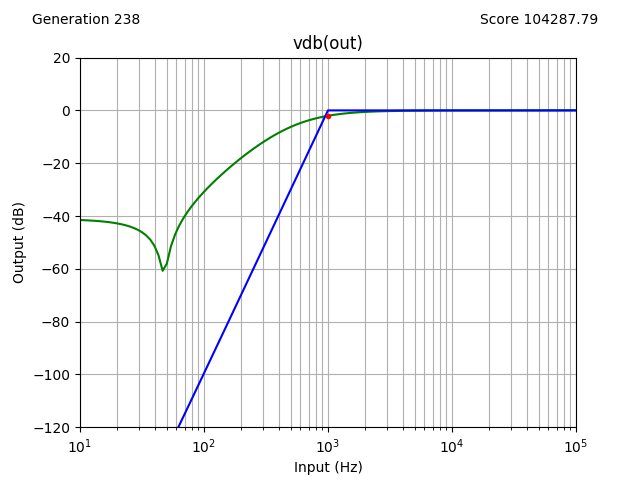 Generation 238
Score 104287.79
vdb(out)
20
0
−20
−40
−60
−80
−100
−120
Output (dB)
10¹
10²
10³
10⁴
10⁵
Input (Hz)